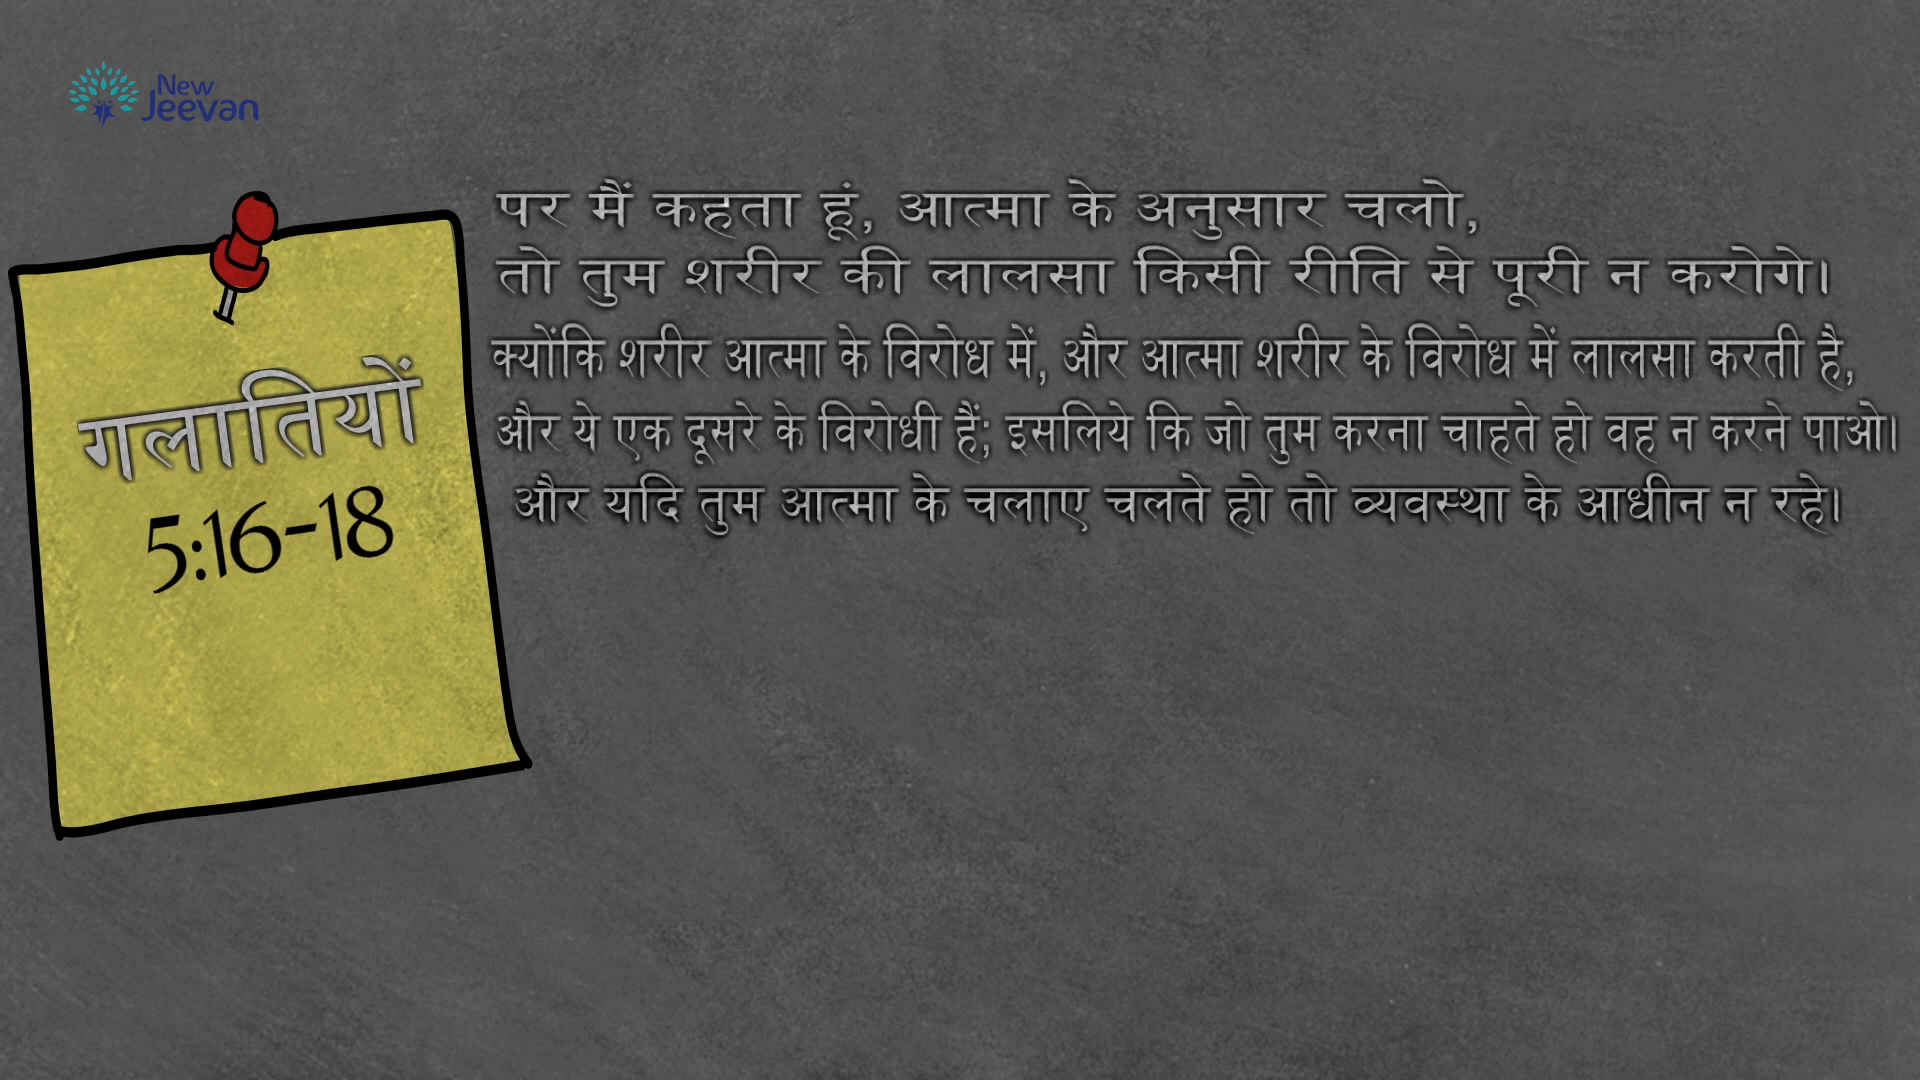 New
Jeevan
गलातियों
5:16-18
पर मैं कहता हूं, आत्मा के अनुसार चलो,
तो तुम शरीर की लालसा किसी रीति से पूरी न करोगे।
क्योंकि शरीर आत्मा के विरोध में, और आत्मा शरीर के विरोध में लालसा करती है,
और ये एक दूसरे के विरोधी हैं; इसलिये कि जो तुम करना चाहते हो वह न करने पाओ।
और यदि तुम आत्मा के चलाए चलते हो तो व्यवस्था के आधीन न रहे।